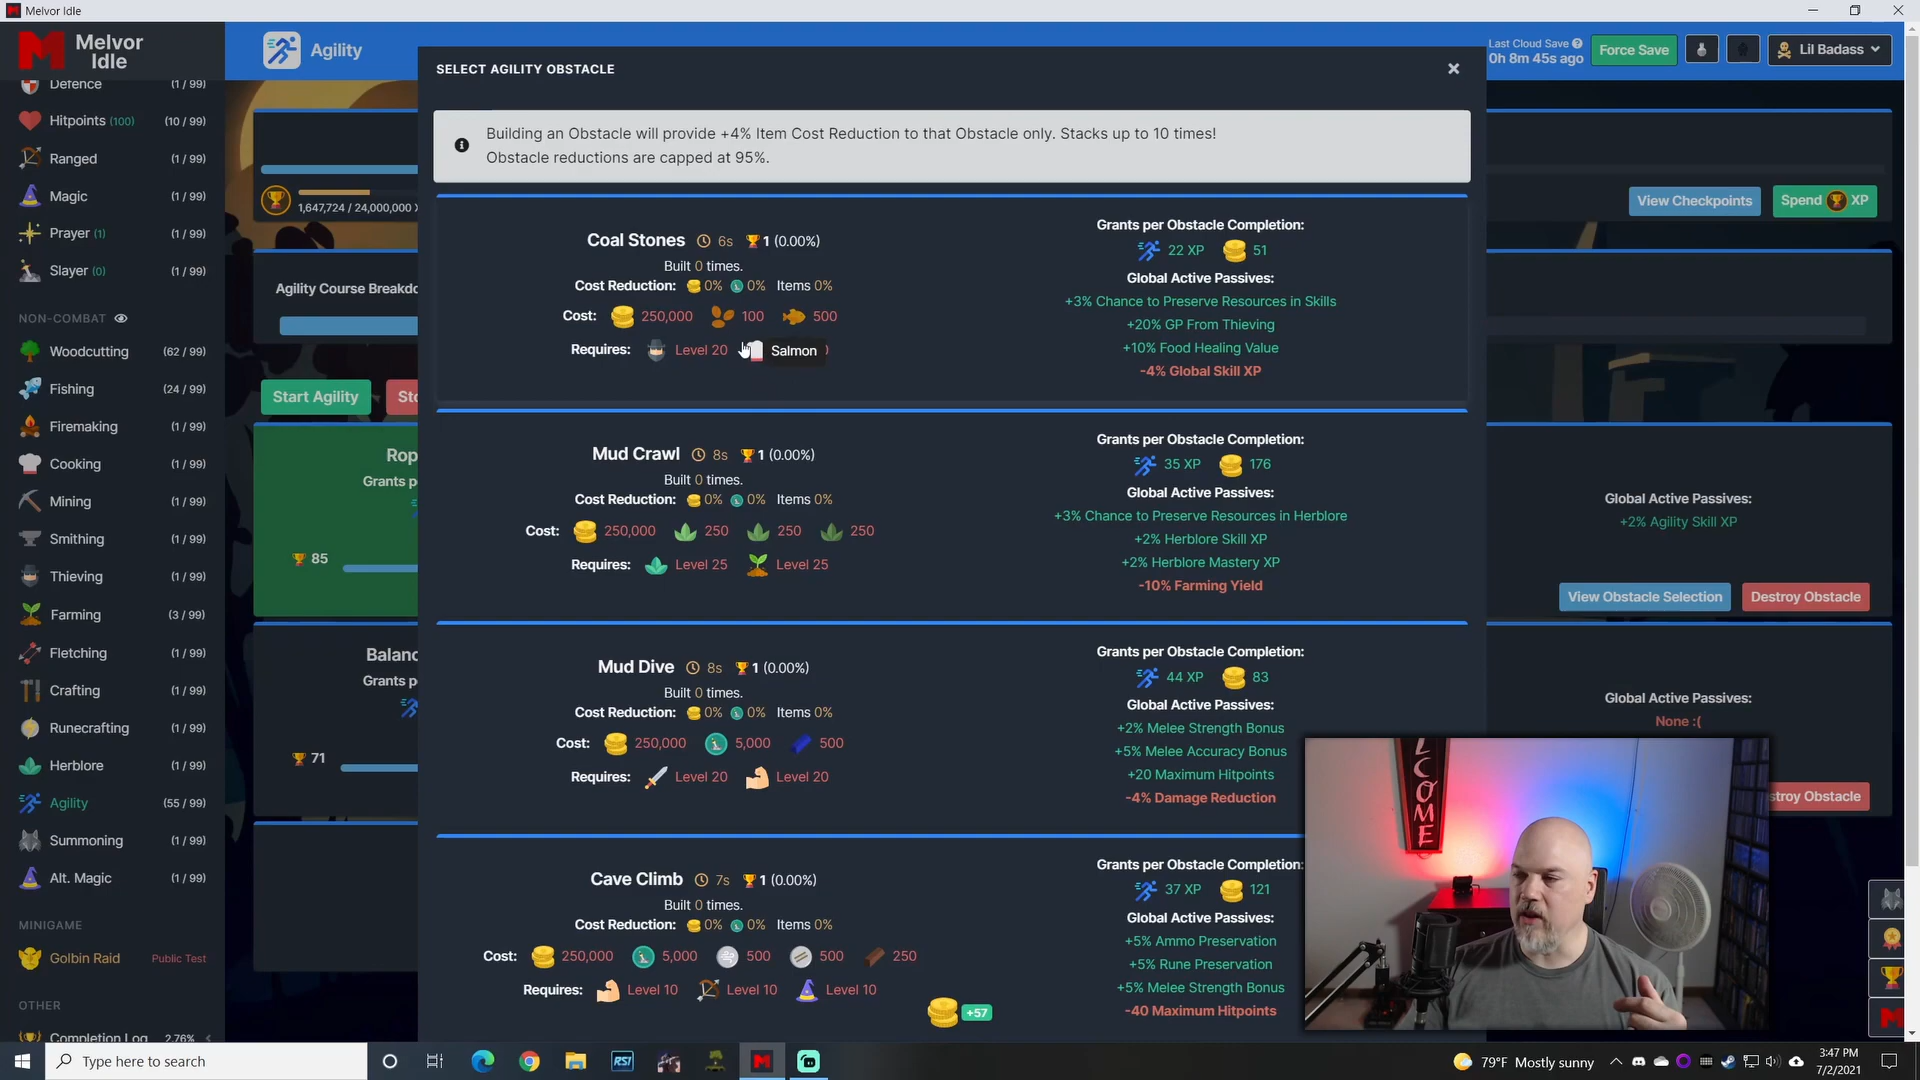 Melvor Idle
Melvor
Idle
Agility
Last Cloud Save
0h 8m 45s ago
Force Save
Lil Badass
Defence (1 / 99)
Hitpoints (100) (10 / 99)
Ranged (1 / 99)
Magic (1 / 99)
Prayer (1) (1 / 99)
Slayer (0) (1 / 99)
NON-COMBAT
Woodcutting (62 / 99)
Fishing (24 / 99)
Firemaking (1 / 99)
Cooking (1 / 99)
Mining (1 / 99)
Smithing (1 / 99)
Thieving (1 / 99)
Farming (3 / 99)
Fletching (1 / 99)
Crafting (1 / 99)
Runecrafting (1 / 99)
Herblore (1 / 99)
Agility (55 / 99)
Summoning (1 / 99)
Alt. Magic (1 / 99)
MINIGAME
Golbin Raid Public Test
OTHER
Completion Log 2.76%
1,647,724 / 24,000,000
Agility Course Breakdo
Start Agility
Sto
Rop
Grants pe
85
Balanc
Grants pe
71
SELECT AGILITY OBSTACLE
Building an Obstacle will provide +4% Item Cost Reduction to that Obstacle only. Stacks up to 10 times!
Obstacle reductions are capped at 95%.
Coal Stones 6s 1 (0.00%)
Built 0 times.
Cost Reduction: 0% 0% Items 0%
Cost: 250,000 100 500
Requires: Level 20
Salmon
Grants per Obstacle Completion:
22 XP 51
Global Active Passives:
+3% Chance to Preserve Resources in Skills
+20% GP From Thieving
+10% Food Healing Value
-4% Global Skill XP
Mud Crawl 8s 1 (0.00%)
Built 0 times.
Cost Reduction: 0% 0% Items 0%
Cost: 250,000 250 250 250
Requires: Level 25 Level 25
Grants per Obstacle Completion:
35 XP 176
Global Active Passives:
+3% Chance to Preserve Resources in Herblore
+2% Herblore Skill XP
+2% Herblore Mastery XP
-10% Farming Yield
Mud Dive 8s 1 (0.00%)
Built 0 times.
Cost Reduction: 0% 0% Items 0%
Cost: 250,000 5,000 500
Requires: Level 20 Level 20
Grants per Obstacle Completion:
44 XP 83
Global Active Passives:
+2% Melee Strength Bonus
+5% Melee Accuracy Bonus
+20 Maximum Hitpoints
-4% Damage Reduction
Cave Climb 7s 1 (0.00%)
Built 0 times.
Cost Reduction: 0% 0% Items 0%
Cost: 250,000 5,000 500 500 250
Requires: Level 10 Level 10 Level 10
Grants per Obstacle Completion:
37 XP 121
Global Active Passives:
+5% Ammo Preservation
+5% Rune Preservation
+5% Melee Strength Bonus
-40 Maximum Hitpoints
+57
View Checkpoints
Spend XP
Global Active Passives:
+2% Agility Skill XP
View Obstacle Selection
Destroy Obstacle
Global Active Passives:
None :(
stroy Obstacle
LCOME
Type here to search
RSI
79°F Mostly sunny
3:47 PM
7/2/2021